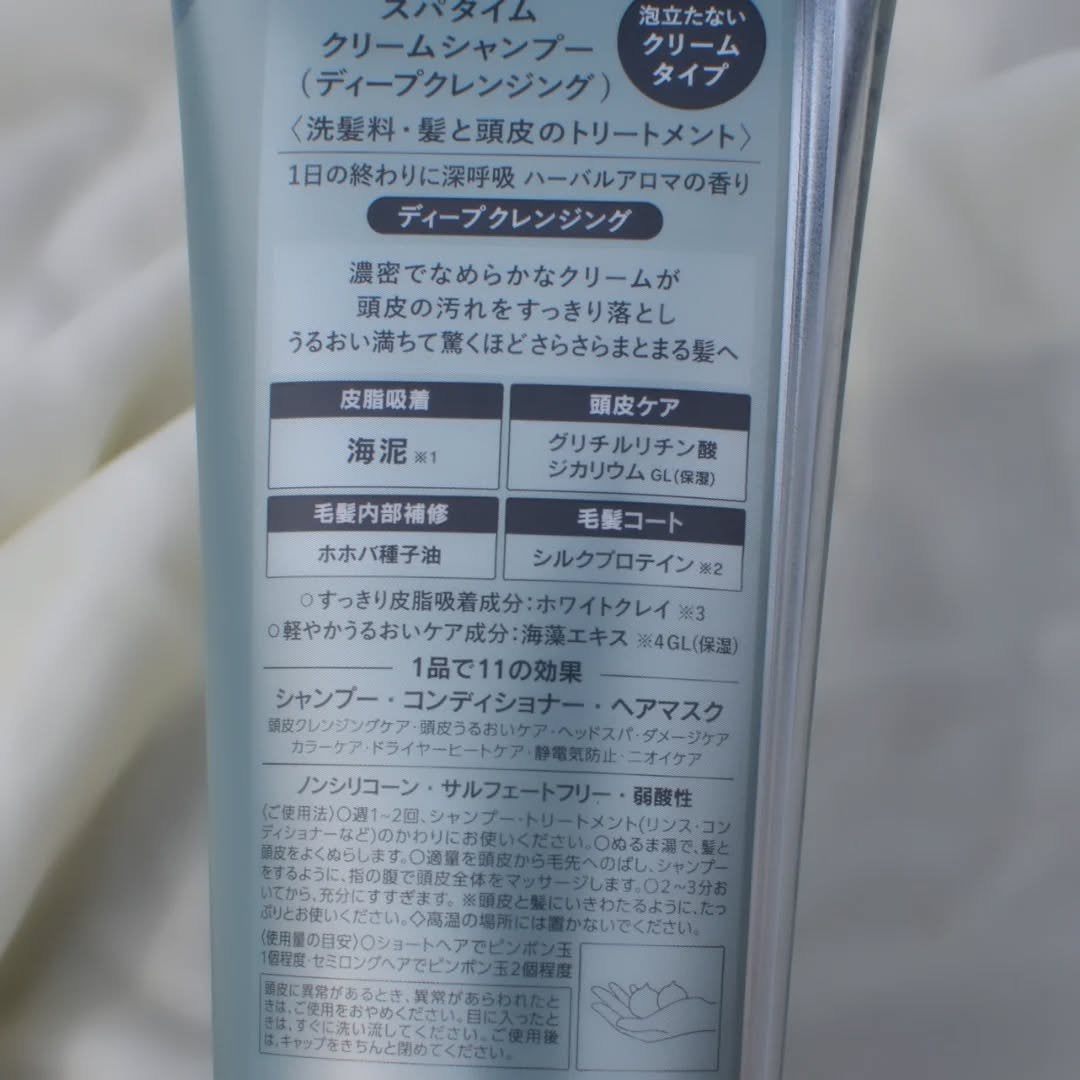 スパタイム
クリームシャンプー
(ディープクレンジング)
泡立たない
クリーム
タイプ
〈洗髪料・髪と頭皮のトリートメント〉
1日の終わりに深呼吸 ハーバルアロマの香り
ディープクレンジング
濃密でなめらかなクリームが
頭皮の汚れをすっきり落とし
うるおい満ちて驚くほどさらさらまとまる髪へ
皮脂吸着
海泥 ※1
頭皮ケア
グリチルリチン酸
ジカリウム GL(保湿)
毛髪内部補修
ホホバ種子油
毛髪コート
シルクプロテイン ※2
○すっきり皮脂吸着成分:ホワイトクレイ ※3
○軽やかうるおいケア成分:海藻エキス ※4GL(保湿)
1品で11の効果
シャンプー・コンディショナー・ヘアマスク
頭皮クレンジングケア・頭皮うるおいケア・ヘッドスパ・ダメージケア
カラーケア・ドライヤーヒートケア・静電気防止・ニオイケア
ノンシリコーン・サルフェートフリー・弱酸性
〈ご使用法〉○週1~2回、シャンプー・トリートメント(リンス・コン
ディショナーなど)のかわりにお使いください。○ぬるま湯で、髪と
頭皮をよくぬらします。○適量を頭皮から毛先へのばし、シャンプー
をするように、指の腹で頭皮全体をマッサージします。○2~3分お
いてから、充分にすすぎます。※頭皮と髪にいきわたるように、たっ
ぷりとお使いください。◇高温の場所には置かないでください。
〈使用量の目安〉○ショートヘアでピンポン玉
1個程度・セミロングヘアでピンポン玉2個程度
頭皮に異常があるとき、異常があらわれたと
きは、ご使用をおやめください。目に入ったと
きは、すぐに洗い流してください。ご使用後
は、キャップをきちんと閉めてください。